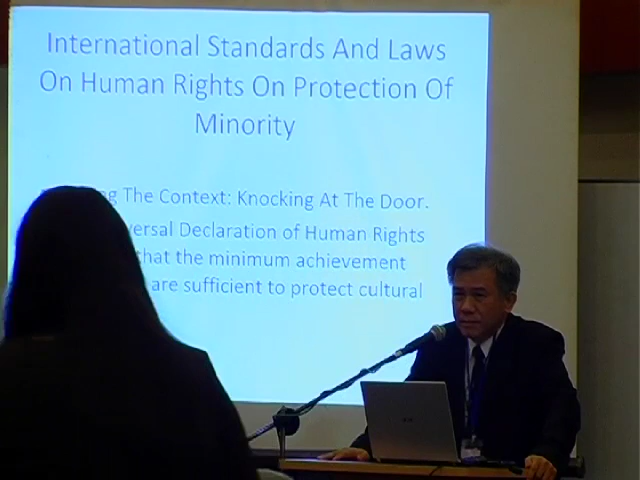 International Standards And Laws
On Human Rights On Protection Of
Minority
The Context: Knocking At The Door.
Declaration of Human Rights
that the minimum achievement
are sufficient to protect cultural